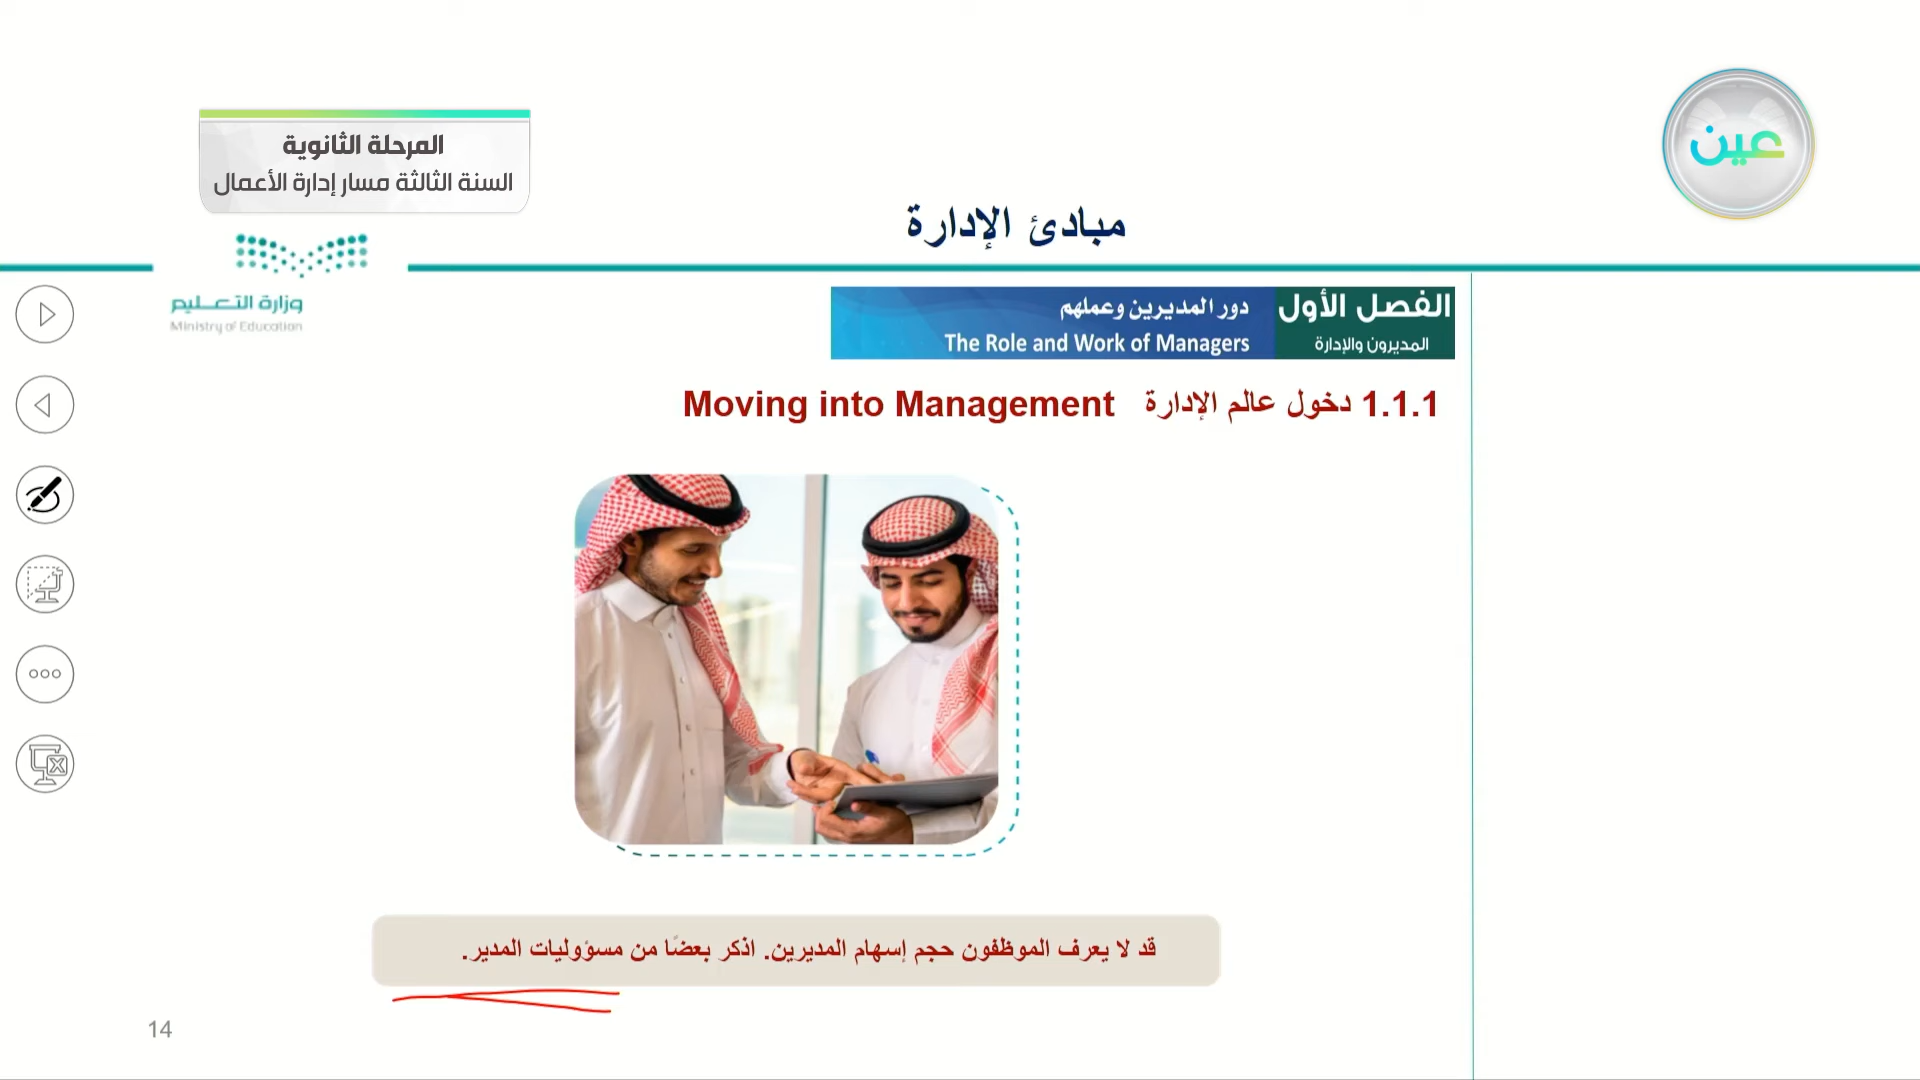 عين
المرحلة الثانوية
السنة الثالثة مسار إدارة الأعمال
مبادئ الإدارة
وزارة التعليم
Ministry of Education
الفصل الأول
المديرون والإدارة
دور المديرين وعملهم
The Role and Work of Managers
1.1.1 دخول عالم الإدارة Moving into Management
قد لا يعرف الموظفون حجم إسهام المديرين. اذكر بعضًا من مسؤوليات المدير.
14